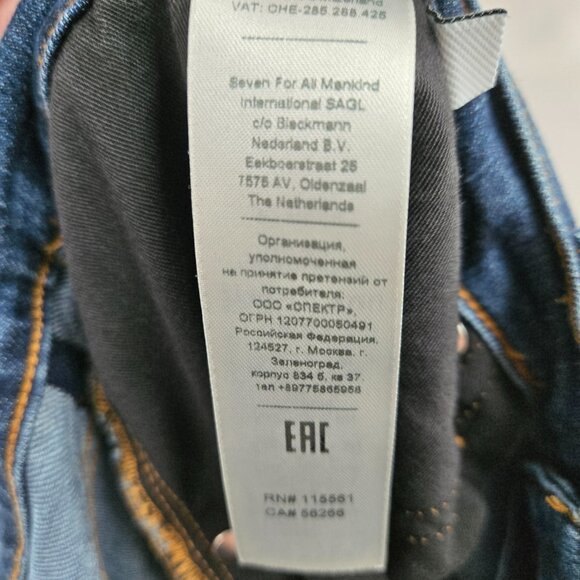 VAT: CHE-285.288.425
Seven For All Mankind
International SAGL
c/o Bleckmann
Nederland B.V.
Eekboerstraat 25
7575 AV, Oldenzaal
The Netherlands
Организация,
уполномоченная
на принятие претензий от
потребителя:
ООО «СПЕКТР»,
ОГРН 1207700050491
Российская Федерация,
124527, г. Москва, г.
Зеленоград,
корпус 834 б, кв 37,
тел +89775865958
EAC
RN# 115561
CA# 56266